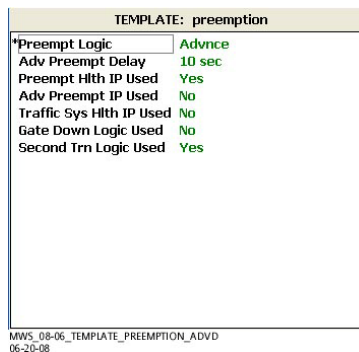 TEMPLATE: preemption
*Preempt Logic Advnce
Adv Preempt Delay 10 sec
Preempt Hlth IP Used Yes
Adv Preempt IP Used No
Traffic Sys Hlth IP Used No
Gate Down Logic Used No
Second Trn Logic Used Yes
MWS_08-06_TEMPLATE_PREEMPTION_ADVD
06-20-08